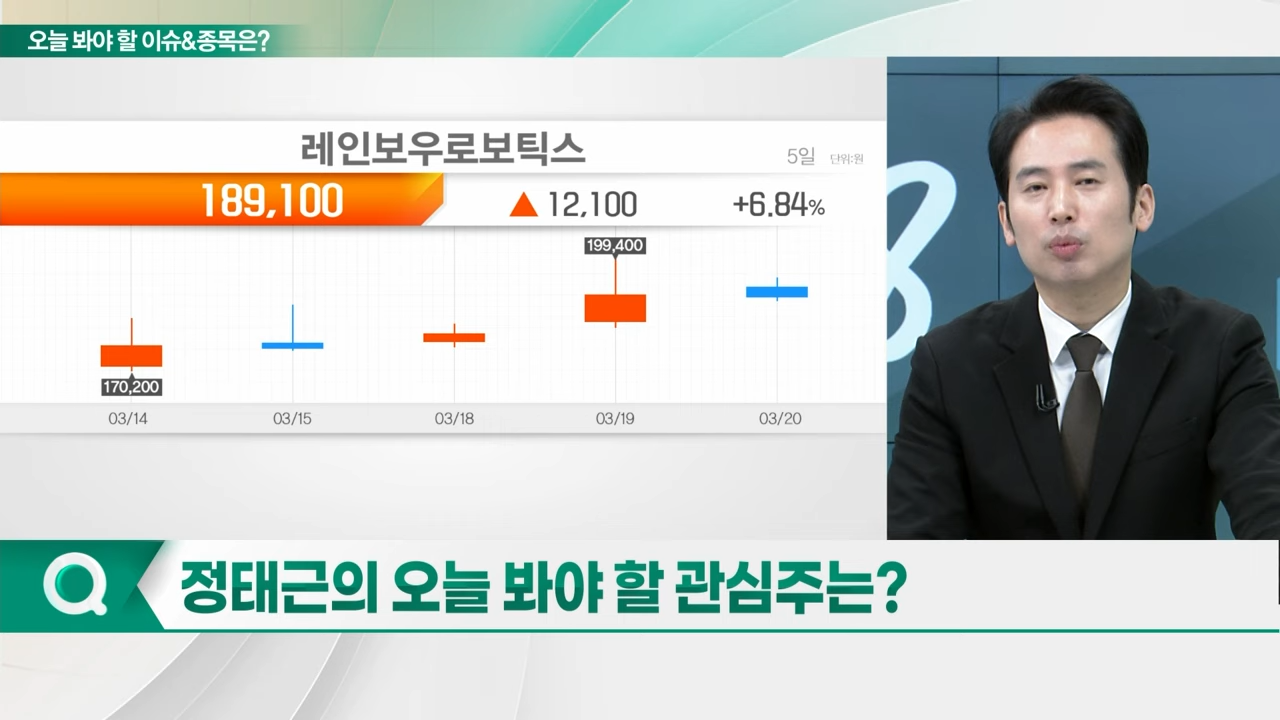 오늘 봐야 할 이슈&종목은?
레인보우로보틱스
5일 단위:원
189,100 ▲ 12,100 +6.84%
199,400
170,200
03/14 03/15 03/18 03/19 03/20
정태근의 오늘 봐야 할 관심주는?